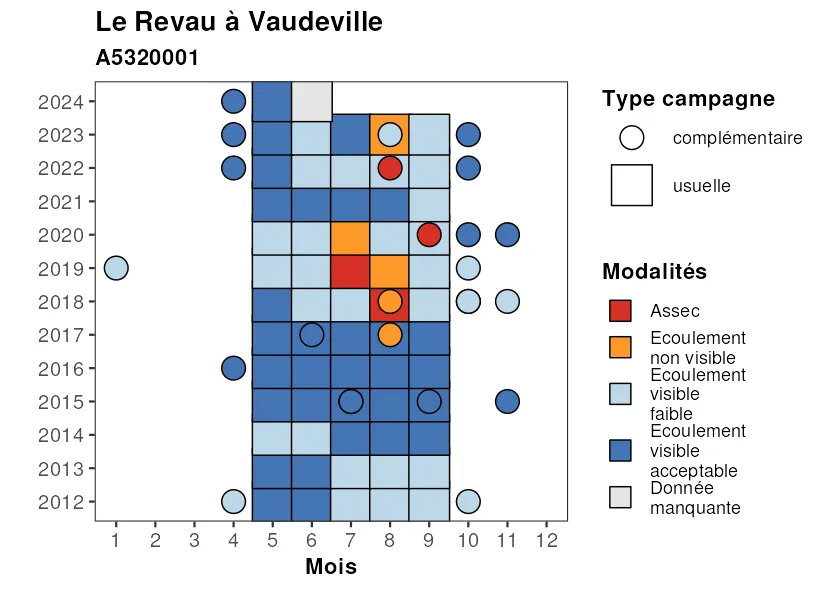 Le Revau à Vaudeville
A5320001
2024
2023
2022
2021
2020
2019
2018
2017
2016
2015
2014
2013
2012
1 2 3 4 5 6 7 8 9 10 11 12
Mois
Type campagne
complémentaire
usuelle
Modalités
Assec
Ecoulement
non visible
Ecoulement
visible
faible
Ecoulement
visible
acceptable
Donnée
manquante